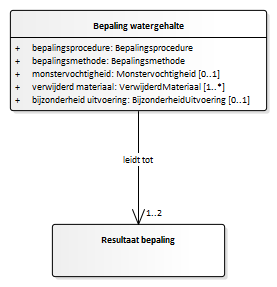 Bepaling watergehalte
+ bepalingsprocedure: Bepalingsprocedure
+ bepalingsmethode: Bepalingsmethode
+ monstervochtigheid: Monstervochtigheid [0..1]
+ verwijderd materiaal: VerwijderdMateriaal [1..*]
+ bijzonderheid uitvoering: BijzonderheidUitvoering [0..1]
leidt tot
1..2
Resultaat bepaling